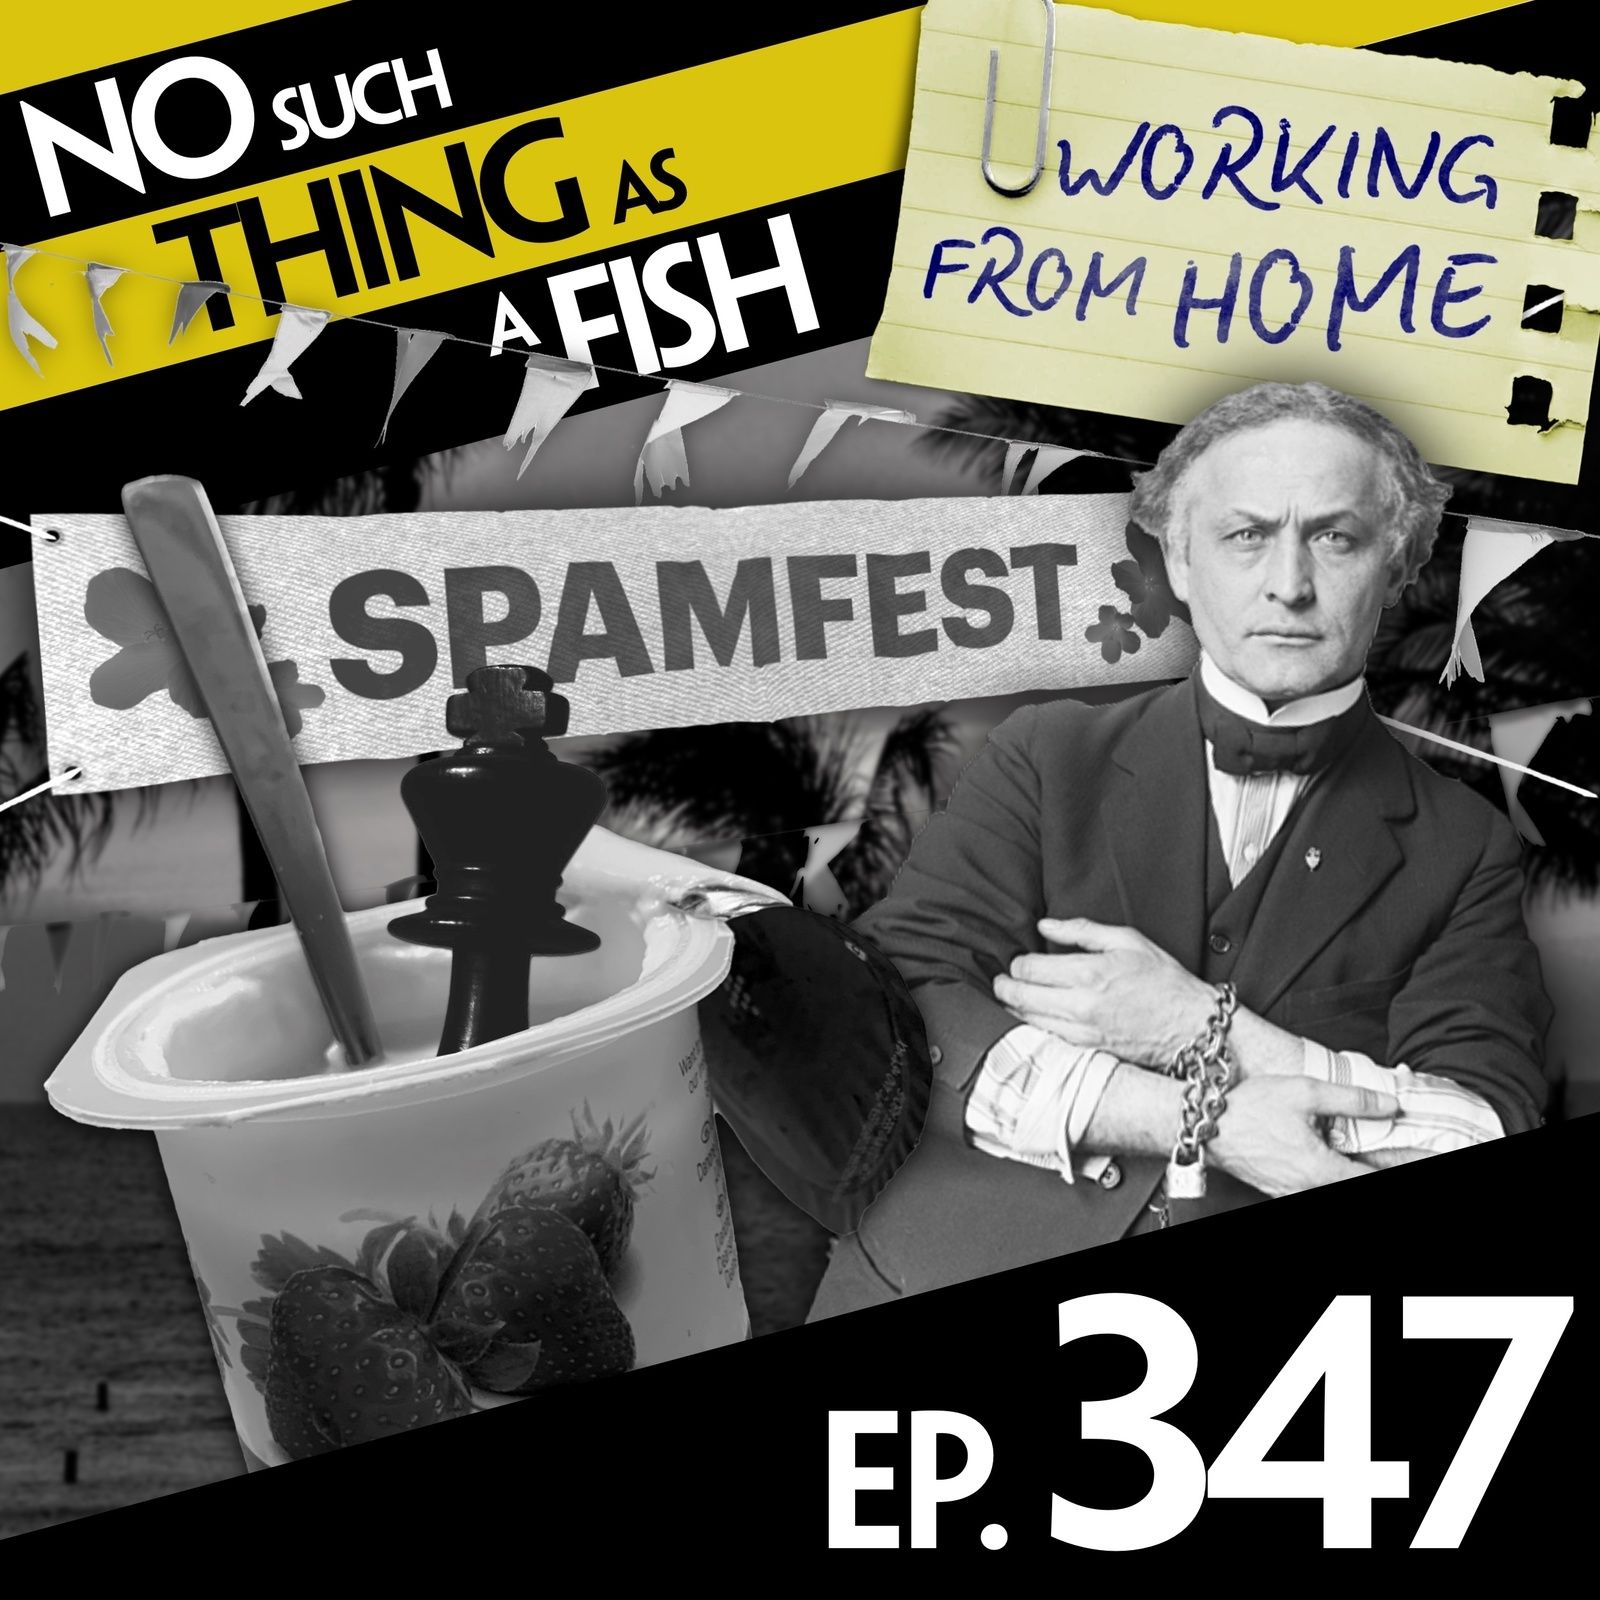 NO SUCH
THING AS
A FISH
WORKING
FROM HOME
SPAMFEST
EP. 347